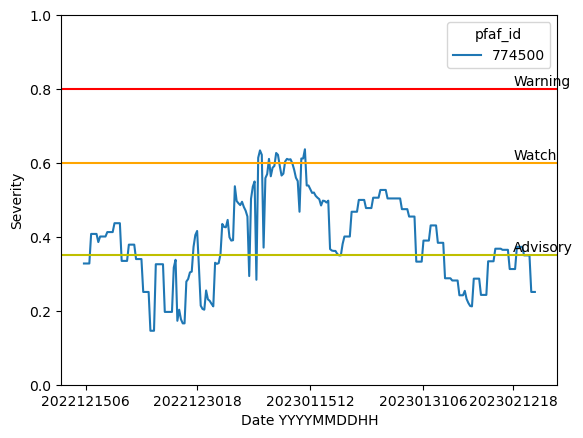 pfaf_id
774500
1.0
0.8
0.6
0.4
0.2
0.0
Severity
Warning
Watch
Advisory
2022121506
2022123018
2023011512
2023013106
2023021218
Date YYYYMMDDHH